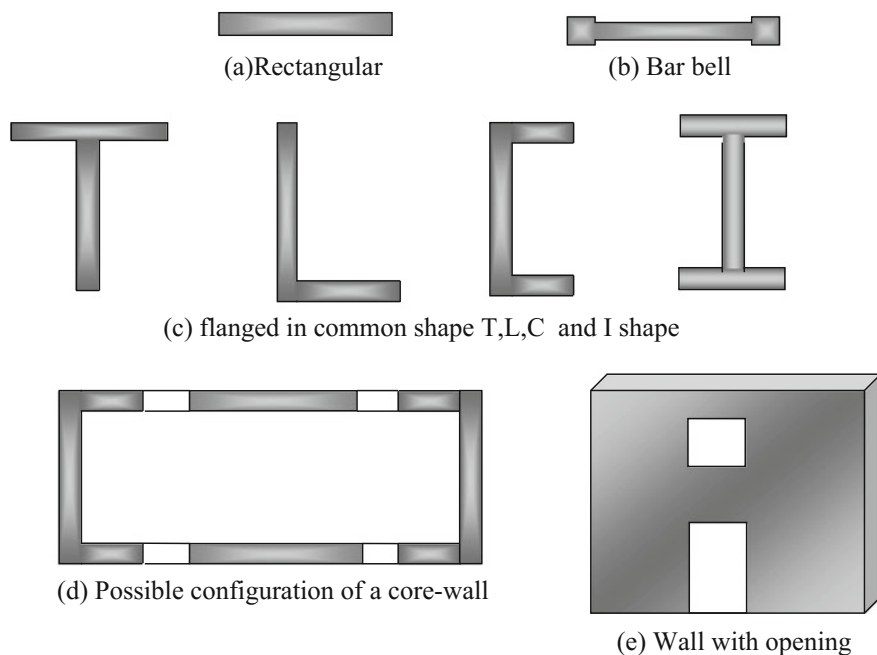 (a)Rectangular
(b) Bar bell
(c) flanged in common shape T,L,C and I shape
(d) Possible configuration of a core-wall
(e) Wall with opening